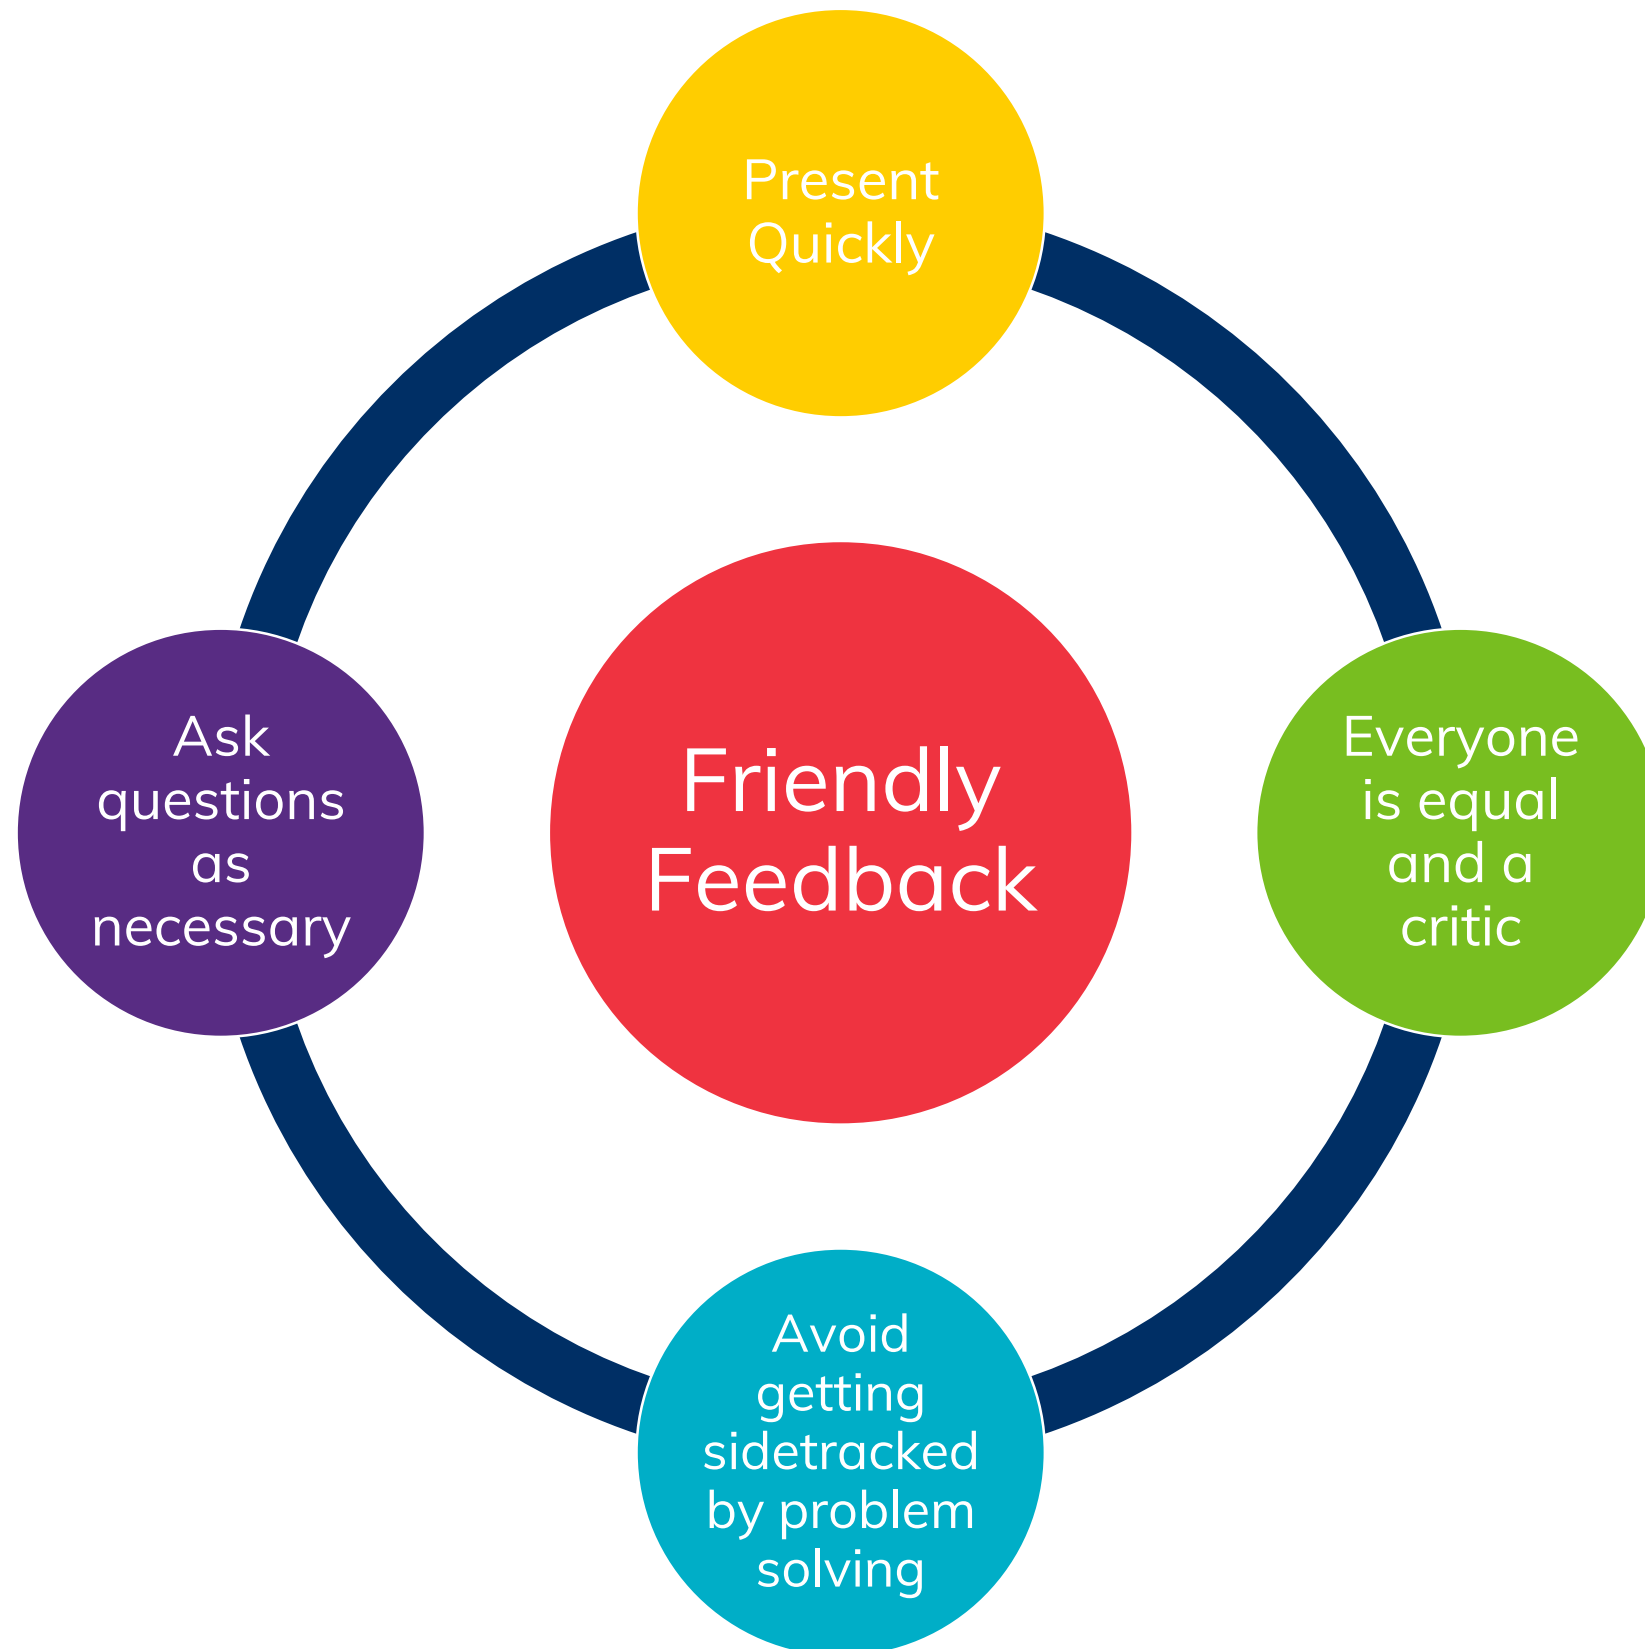 Present
Quickly
Friendly
Feedback
Everyone
is equal
and a
critic
Avoid
getting
sidetracked
by problem
solving
Ask
questions
as
necessary